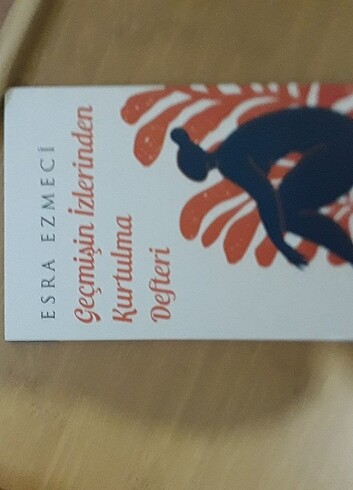 ESRA EZMECİ
Geçmişin İzlerinden
Kurtulma
Defteri